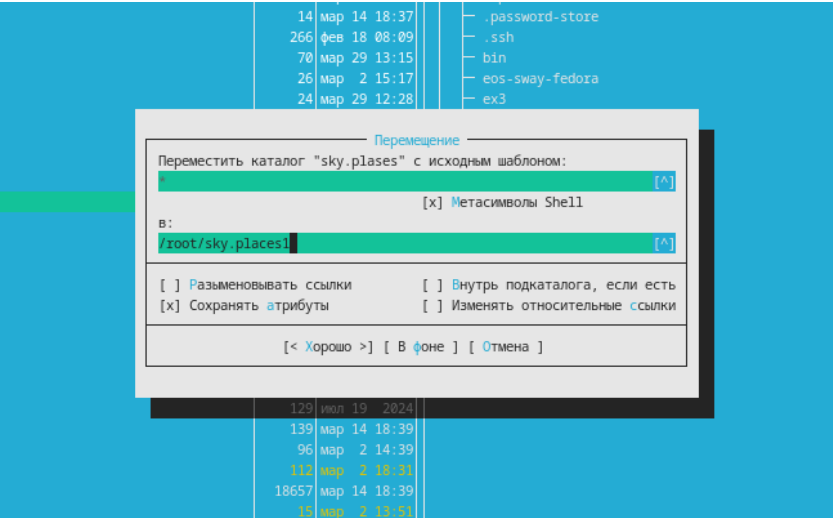 14 мар 14 18:37 .password-store
266 фев 18 08:09 .ssh
70 мар 29 13:15 bin
26 мар 2 15:17 eos-sway-fedora
24 мар 29 12:28 ex3
Перемещение
Переместить каталог "sky.plases" с исходным шаблоном:
* [^]
[x] Метасимволы Shell
в:
/root/sky.places1 [^]
[ ] Разыменовывать ссылки [ ] Внутрь подкаталога, если есть
[x] Сохранять атрибуты [ ] Изменять относительные ссылки
[< Хорошо >] [ В фоне ] [ Отмена ]
129 июл 19 2024
139 мар 14 18:39
96 мар 2 14:39
112 мар 2 18:31
18657 мар 14 18:39
15 мар 2 13:51